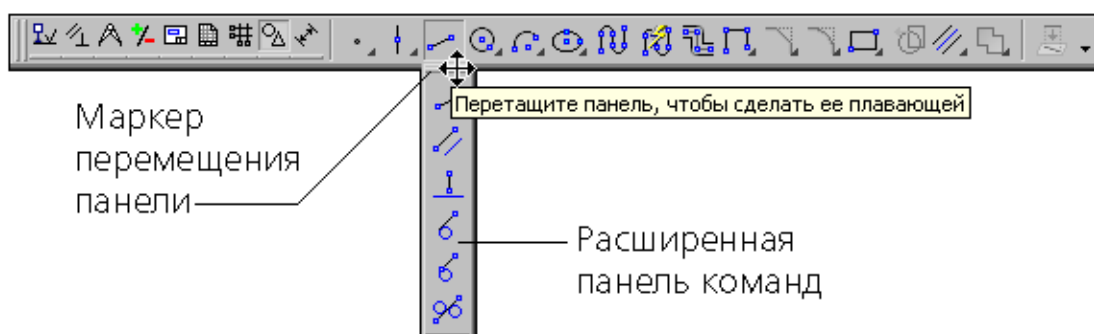 Перетащите панель, чтобы сделать ее плавающей
Маркер
перемещения
панели
Расширенная
панель команд